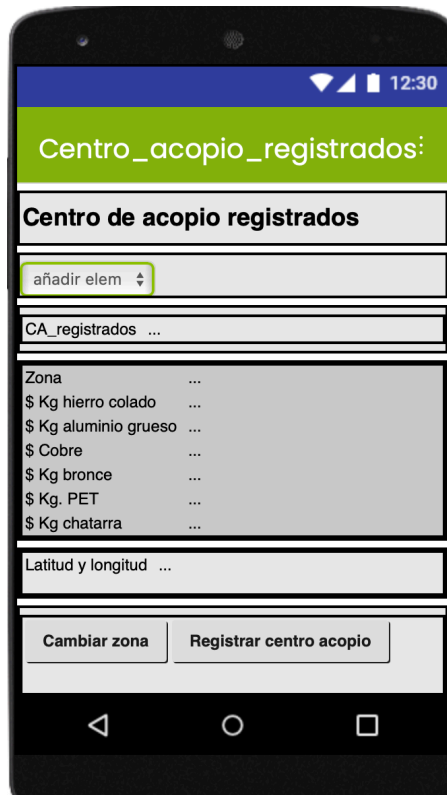 12:30
Centro_acopio_registrados
Centro de acopio registrados
añadir elem
CA_registrados ...
Zona ...
$ Kg hierro colado ...
$ Kg aluminio grueso ...
$ Cobre ...
$ Kg bronce ...
$ Kg. PET ...
$ Kg chatarra ...
Latitud y longitud ...
Cambiar zona Registrar centro acopio